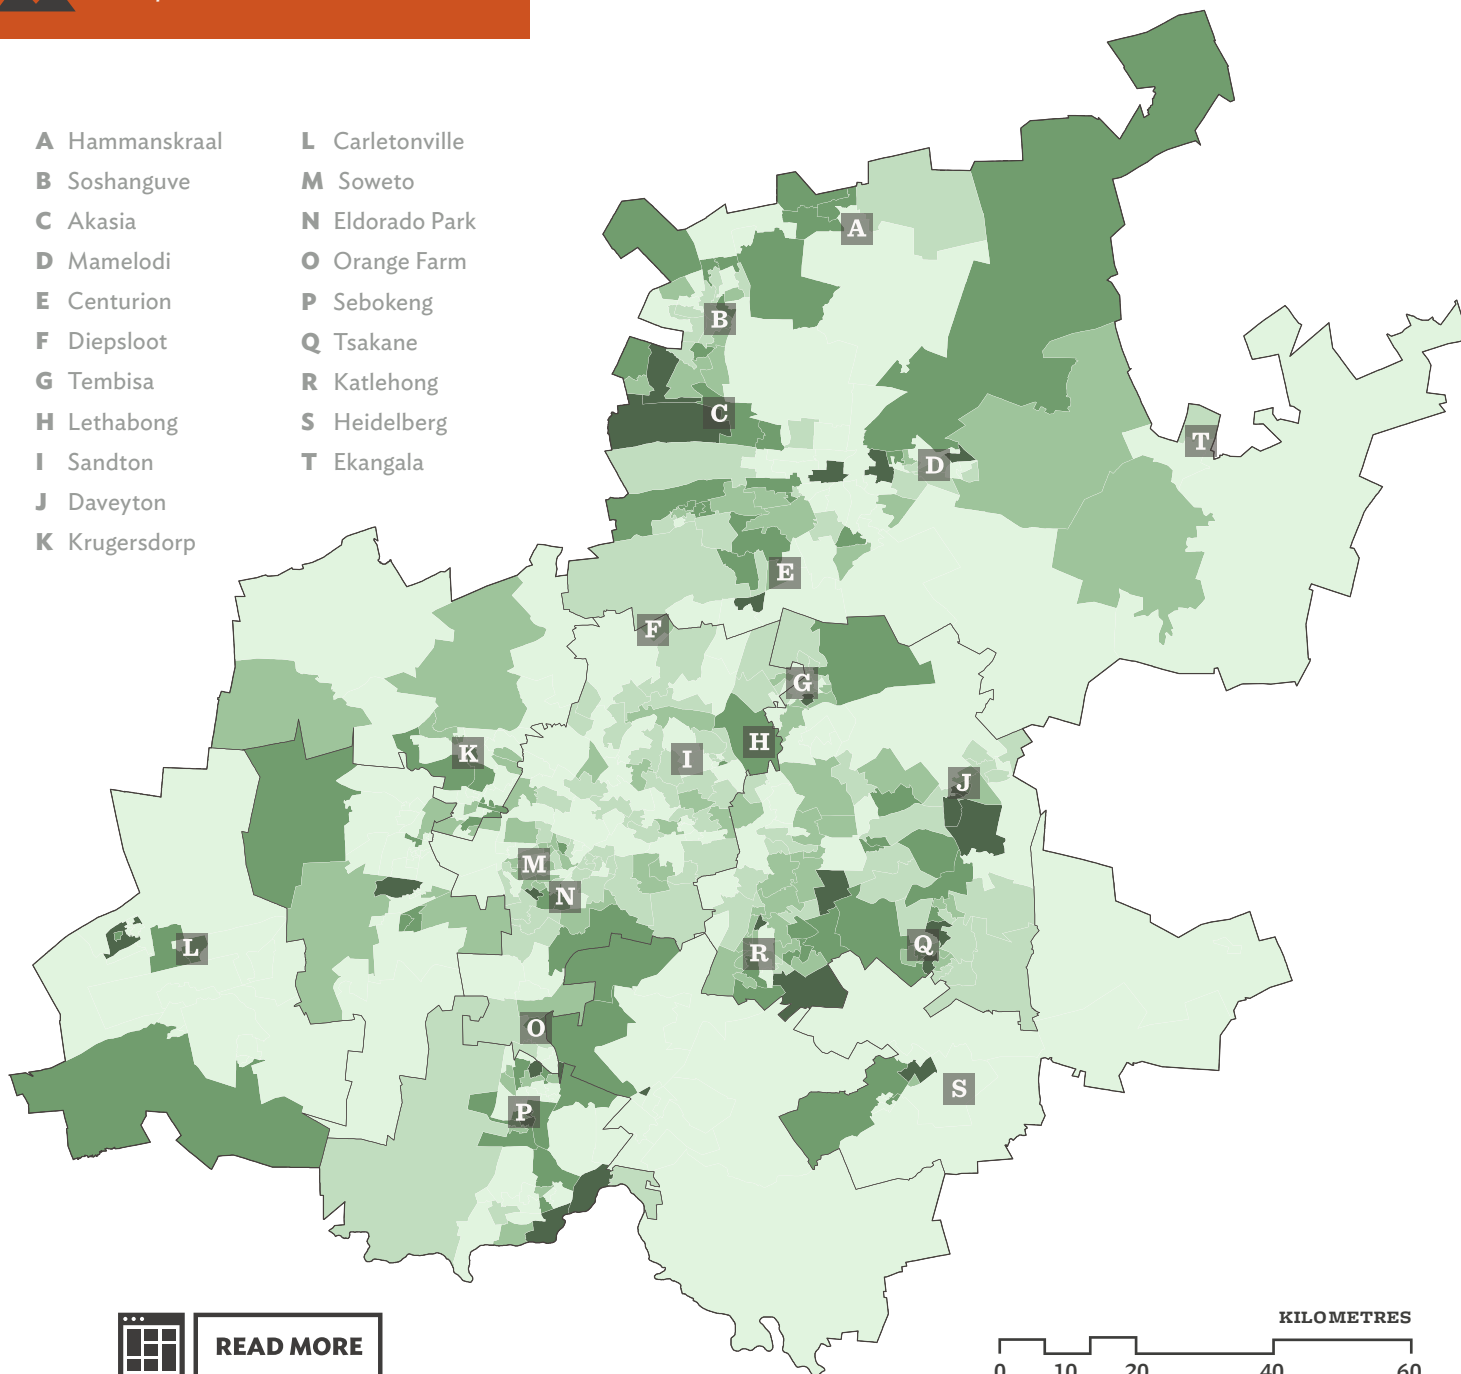 A Hammanskraal
B Soshanguve
C Akasia
D Mamelodi
E Centurion
F Diepsloot
G Tembisa
H Lethabong
I Sandton
J Daveyton
K Krugersdorp
L Carletonville
M Soweto
N Eldorado Park
O Orange Farm
P Sebokeng
Q Tsakane
R Katlehong
S Heidelberg
T Ekangala
A
B
C
T
D
E
F
G
H
I
K
J
M
N
L
Q
R
O
S
P
READ MORE
KILOMETRES
0 10 20 40 60